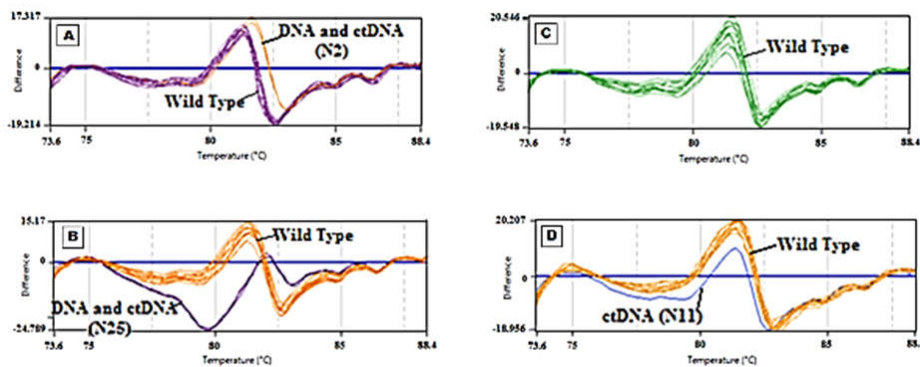 17.317
A
DNA and ctDNA
(N2)
Difference
0
Wild Type
-19.214
73.6
75
80
85
88.4
Temperature (°C)
20.546
C
Wild Type
Difference
0
-19.548
73.6
75
80
85
88.4
Temperature (°C)
15.17
B
Wild Type
Difference
0
DNA and ctDNA
(N25)
-24.789
73.6
75
80
85
88.4
Temperature (°C)
20.207
D
Wild Type
Difference
0
ctDNA (N11)
-18.956
73.6
75
80
85
88.4
Temperature (°C)